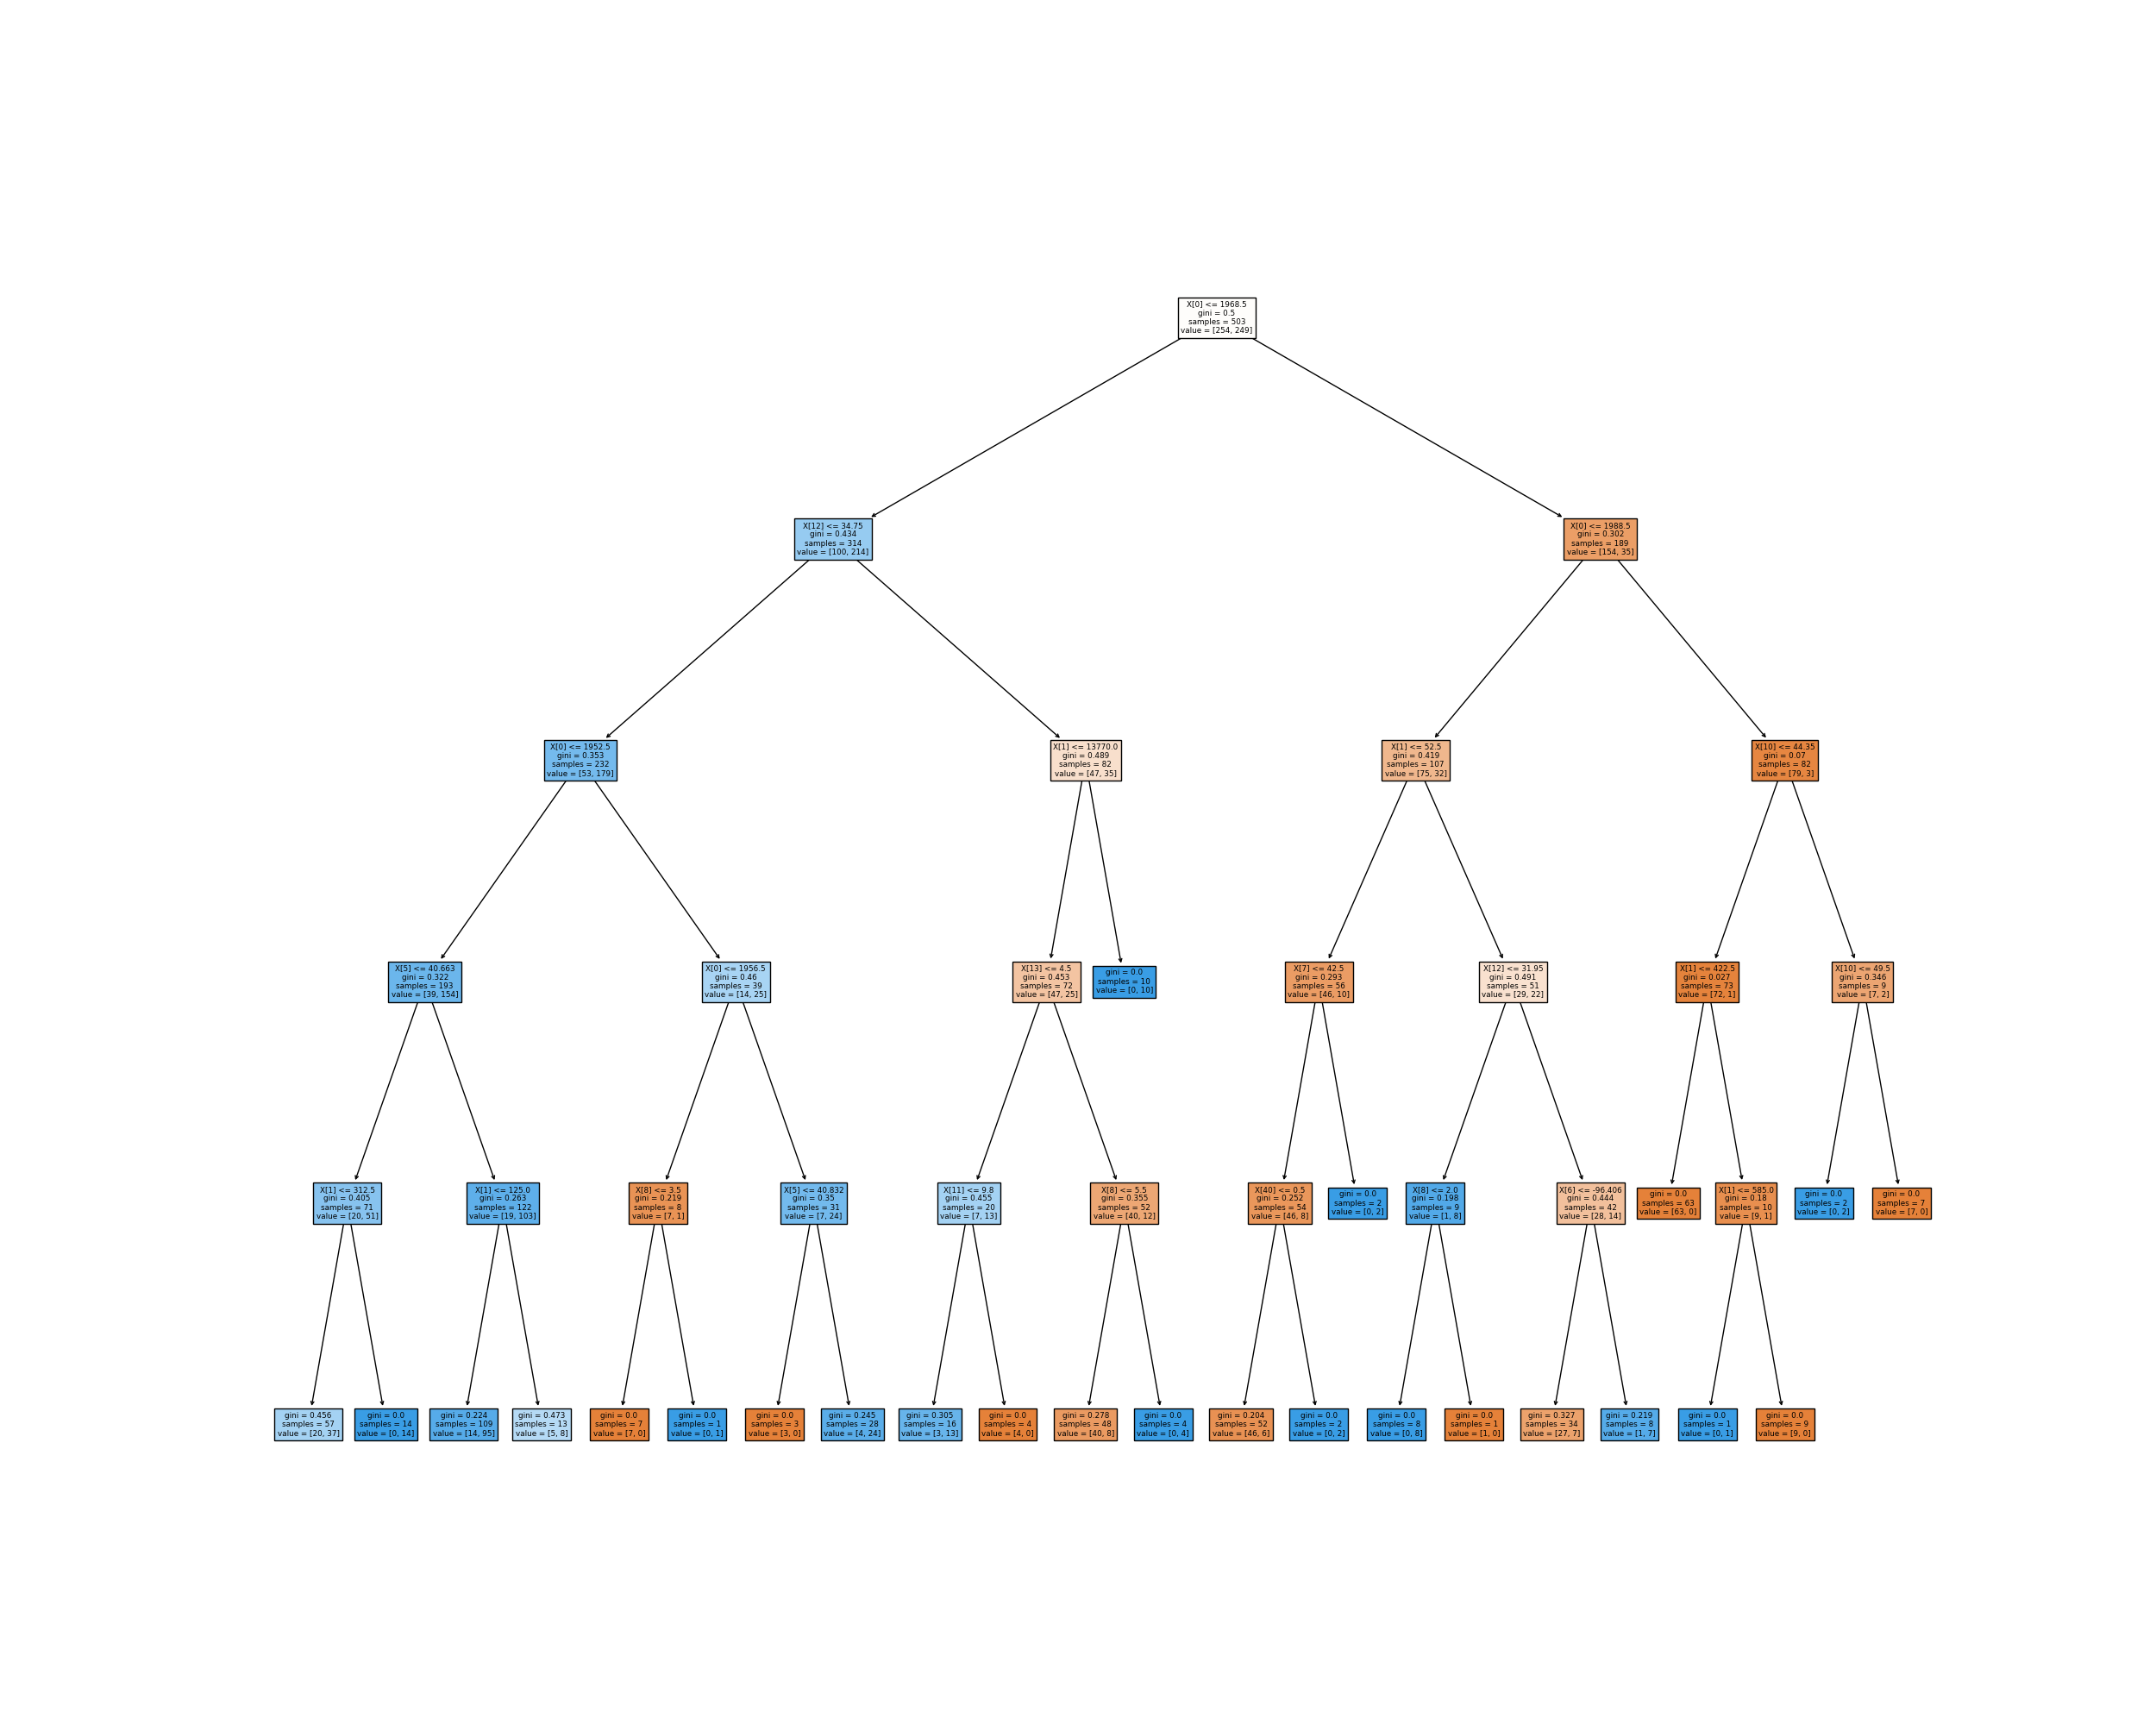 X[0] <= 1968.5
gini = 0.5
samples = 503
value = [254, 249]
X[12] <= 34.75
gini = 0.434
samples = 314
value = [100, 214]
X[0] <= 1988.5
gini = 0.302
samples = 189
value = [154, 35]
X[0] <= 1952.5
gini = 0.353
samples = 232
value = [53, 179]
X[1] <= 13770.0
gini = 0.489
samples = 82
value = [47, 35]
X[1] <= 52.5
gini = 0.419
samples = 107
value = [75, 32]
X[10] <= 44.35
gini = 0.07
samples = 82
value = [79, 3]
X[5] <= 40.663
gini = 0.322
samples = 193
value = [39, 154]
X[0] <= 1956.5
gini = 0.46
samples = 39
value = [14, 25]
X[13] <= 4.5
gini = 0.453
samples = 72
value = [47, 25]
gini = 0.0
samples = 10
value = [0, 10]
X[7] <= 42.5
gini = 0.293
samples = 56
value = [46, 10]
X[12] <= 31.95
gini = 0.491
samples = 51
value = [29, 22]
X[1] <= 422.5
gini = 0.027
samples = 73
value = [72, 1]
X[10] <= 49.5
gini = 0.346
samples = 9
value = [7, 2]
X[1] <= 312.5
gini = 0.405
samples = 71
value = [20, 51]
X[1] <= 125.0
gini = 0.263
samples = 122
value = [19, 103]
X[8] <= 3.5
gini = 0.219
samples = 8
value = [7, 1]
X[5] <= 40.832
gini = 0.35
samples = 31
value = [7, 24]
X[11] <= 9.8
gini = 0.455
samples = 20
value = [7, 13]
X[8] <= 5.5
gini = 0.355
samples = 52
value = [40, 12]
X[40] <= 0.5
gini = 0.252
samples = 54
value = [46, 8]
gini = 0.0
samples = 2
value = [0, 2]
X[8] <= 2.0
gini = 0.198
samples = 9
value = [1, 8]
X[6] <= -96.406
gini = 0.444
samples = 42
value = [28, 14]
gini = 0.0
samples = 63
value = [63, 0]
X[1] <= 585.0
gini = 0.18
samples = 10
value = [9, 1]
gini = 0.0
samples = 2
value = [0, 2]
gini = 0.0
samples = 7
value = [7, 0]
gini = 0.456
samples = 57
value = [20, 37]
gini = 0.0
samples = 14
value = [0, 14]
gini = 0.224
samples = 109
value = [14, 95]
gini = 0.473
samples = 13
value = [5, 8]
gini = 0.0
samples = 7
value = [7, 0]
gini = 0.0
samples = 1
value = [0, 1]
gini = 0.0
samples = 3
value = [3, 0]
gini = 0.245
samples = 28
value = [4, 24]
gini = 0.305
samples = 16
value = [3, 13]
gini = 0.0
samples = 4
value = [4, 0]
gini = 0.278
samples = 48
value = [40, 8]
gini = 0.0
samples = 4
value = [0, 4]
gini = 0.204
samples = 52
value = [46, 6]
gini = 0.0
samples = 2
value = [0, 2]
gini = 0.0
samples = 8
value = [0, 8]
gini = 0.0
samples = 1
value = [1, 0]
gini = 0.327
samples = 34
value = [27, 7]
gini = 0.219
samples = 8
value = [1, 7]
gini = 0.0
samples = 1
value = [0, 1]
gini = 0.0
samples = 9
value = [9, 0]